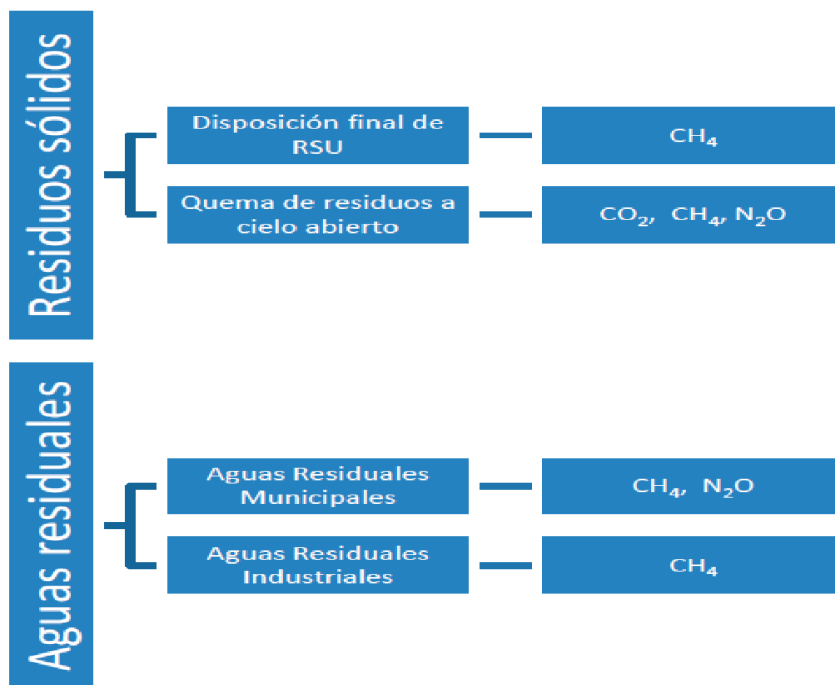 Residuos sólidos
Disposición final de
RSU
CH₄
Quema de residuos a
cielo abierto
CO₂, CH₄, N₂O
Aguas residuales
Aguas Residuales
Municipales
CH₄, N₂O
Aguas Residuales
Industriales
CH₄